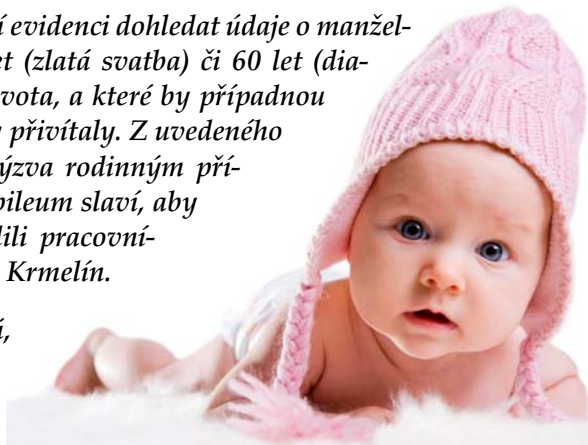 í evidenci dohledat údaje o manžel-
et (zlatá svatba) či 60 let (dia-
vota, a které by případnou
přivítaly. Z uvedeného
ýzva rodinným pří-
bileum slaví, aby
dili pracovní-
Krmelín.